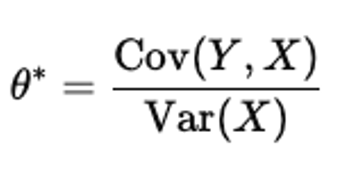 θ* = Cov(Y, X) / Var(X)